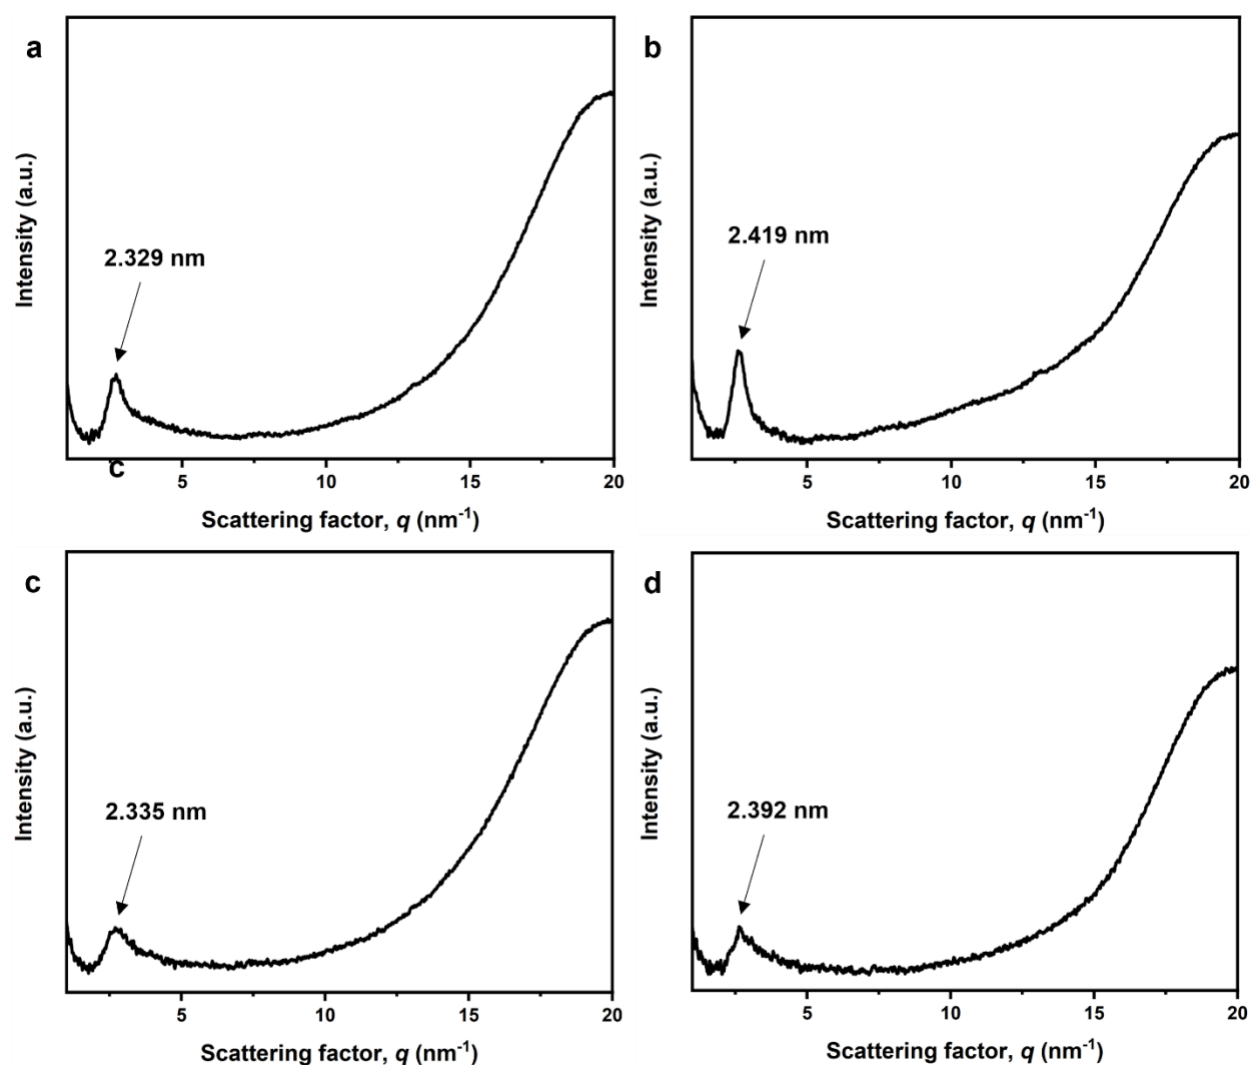 a
Intensity (a.u.)
2.329 nm
c
5 10 15 20
Scattering factor, q (nm⁻¹)
b
Intensity (a.u.)
2.419 nm
5 10 15 20
Scattering factor, q (nm⁻¹)
c
Intensity (a.u.)
2.335 nm
5 10 15 20
Scattering factor, q (nm⁻¹)
d
Intensity (a.u.)
2.392 nm
5 10 15 20
Scattering factor, q (nm⁻¹)